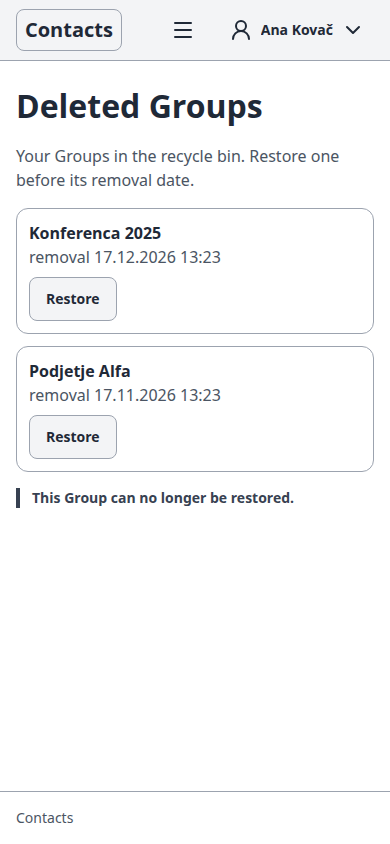 Contacts
Ana Kovač
Deleted Groups
Your Groups in the recycle bin. Restore one
before its removal date.
Konferenca 2025
removal 17.12.2026 13:23
Restore
Podjetje Alfa
removal 17.11.2026 13:23
Restore
This Group can no longer be restored.
Contacts